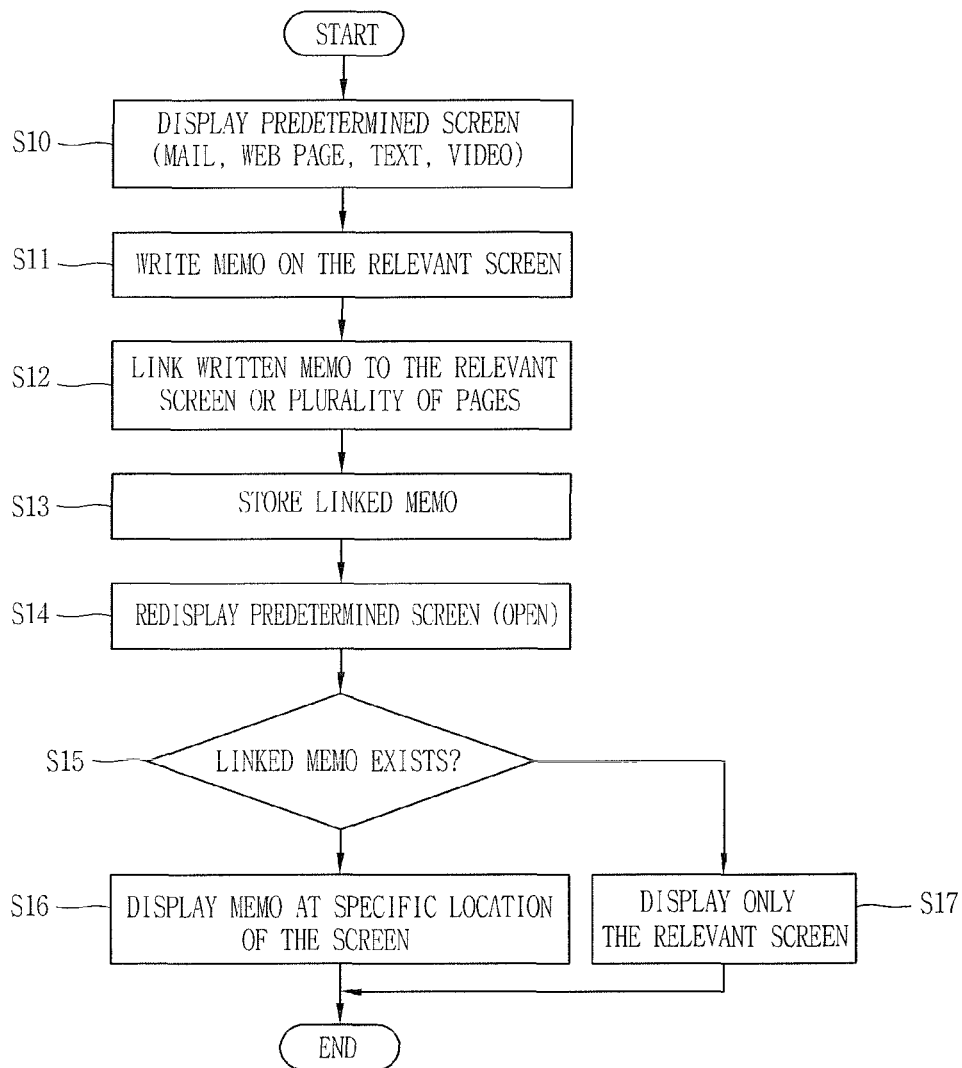 START
S10
DISPLAY PREDETERMINED SCREEN
(MAIL, WEB PAGE, TEXT, VIDEO)
S11
WRITE MEMO ON THE RELEVANT SCREEN
S12
LINK WRITTEN MEMO TO THE RELEVANT
SCREEN OR PLURALITY OF PAGES
S13
STORE LINKED MEMO
S14
REDISPLAY PREDETERMINED SCREEN (OPEN)
S15
LINKED MEMO EXISTS?
S16
DISPLAY MEMO AT SPECIFIC LOCATION
OF THE SCREEN
DISPLAY ONLY
THE RELEVANT SCREEN
S17
END